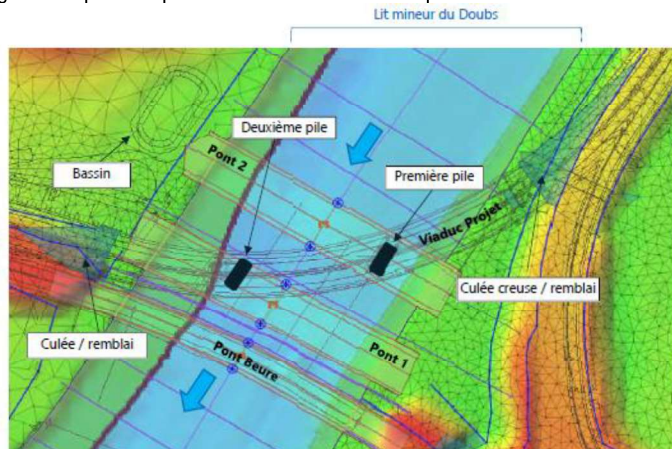 Lit mineur du Doubs
Deuxième pile
Pont 2
Bassin
Première pile
Viaduc Projet
Culée creuse / remblai
Culée / remblai
Pont 1
Pont Beure